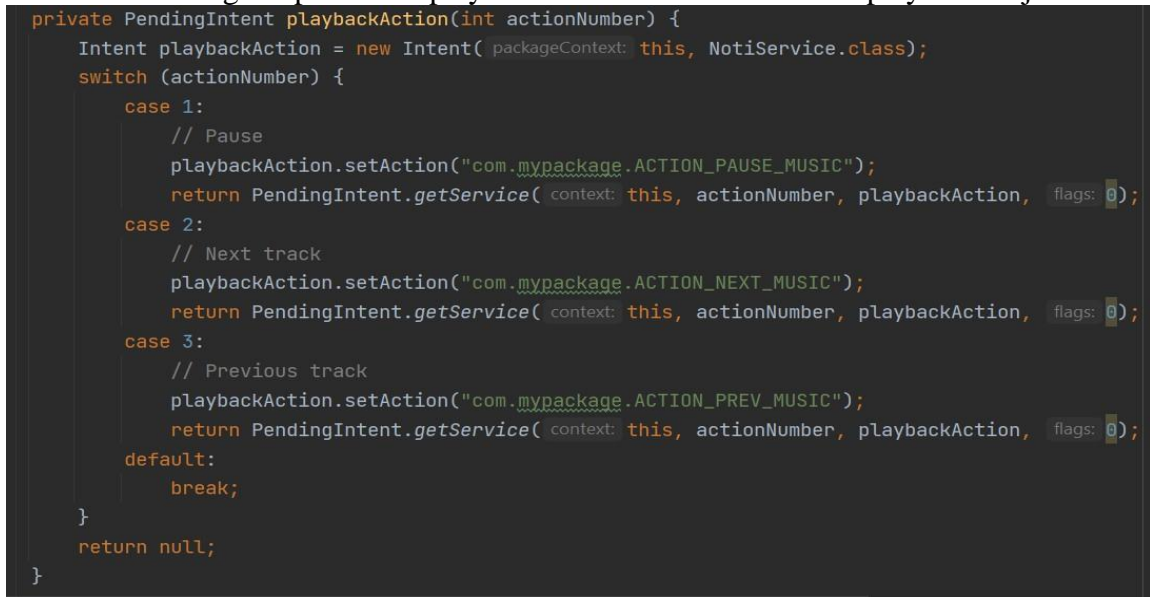 private PendingIntent playbackAction(int actionNumber) {
Intent playbackAction = new Intent( packageContext: this, NotiService.class);
switch (actionNumber) {
case 1:
// Pause
playbackAction.setAction("com.mypackage.ACTION_PAUSE_MUSIC");
return PendingIntent.getService( context: this, actionNumber, playbackAction, flags: 0);
case 2:
// Next track
playbackAction.setAction("com.mypackage.ACTION_NEXT_MUSIC");
return PendingIntent.getService( context: this, actionNumber, playbackAction, flags: 0);
case 3:
// Previous track
playbackAction.setAction("com.mypackage.ACTION_PREV_MUSIC");
return PendingIntent.getService( context: this, actionNumber, playbackAction, flags: 0);
default:
break;
}
return null;
}